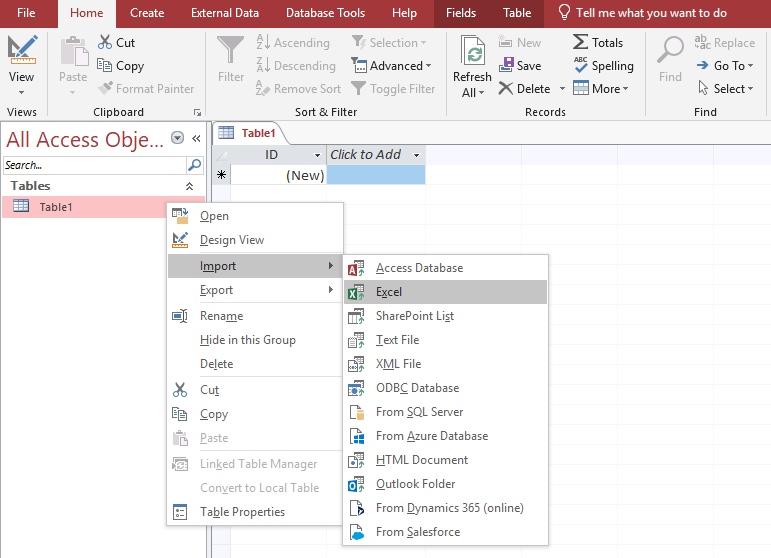 File Home Create External Data Database Tools Help Fields Table Tell me what you want to do
View
Views
Paste
Cut
Copy
Format Painter
Clipboard
Filter
Ascending
Descending
Remove Sort
Selection
Advanced
Toggle Filter
Sort & Filter
Refresh
All
New
Save
Delete
Totals
Spelling
More
Records
Find
Replace
Go To
Select
Find
All Access Obje...
Search...
Tables
Table1
Table1
ID Click to Add
(New)
Open
Design View
Import
Export
Rename
Hide in this Group
Delete
Cut
Copy
Paste
Linked Table Manager
Convert to Local Table
Table Properties
Access Database
Excel
SharePoint List
Text File
XML File
ODBC Database
From SQL Server
From Azure Database
HTML Document
Outlook Folder
From Dynamics 365 (online)
From Salesforce